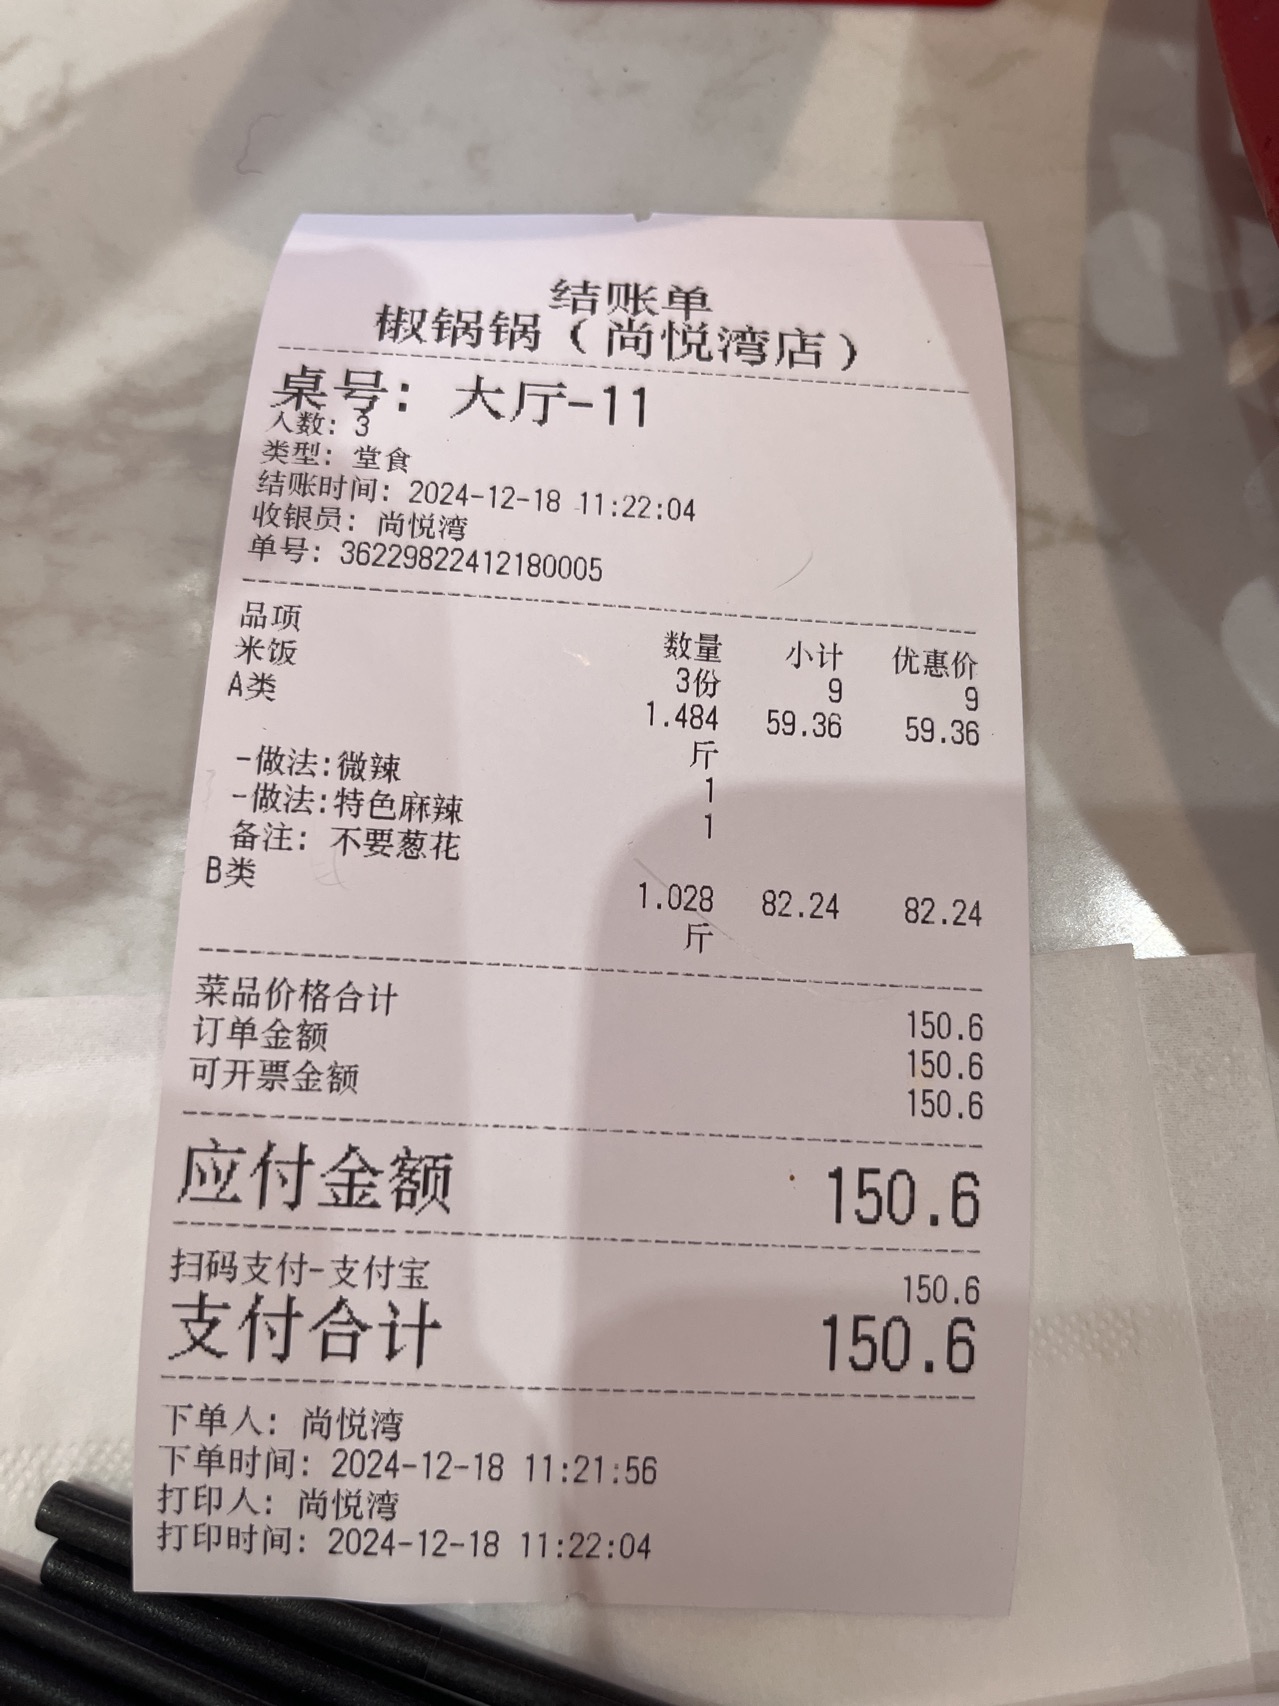 结账单
椒锅锅（尚悦湾店）
桌号：大厅-11
人数：3
类型：堂食
结账时间：2024-12-18 11:22:04
收银员：尚悦湾
单号：36229822412180005
品项 数量 小计 优惠价
米饭 3份 9 9
A类 1.484斤 59.36 59.36
-做法:微辣 1
-做法:特色麻辣 1
备注：不要葱花
B类 1.028斤 82.24 82.24
菜品价格合计 150.6
订单金额 150.6
可开票金额 150.6
应付金额 150.6
扫码支付-支付宝 150.6
支付合计 150.6
下单人：尚悦湾
下单时间：2024-12-18 11:21:56
打印人：尚悦湾
打印时间：2024-12-18 11:22:04